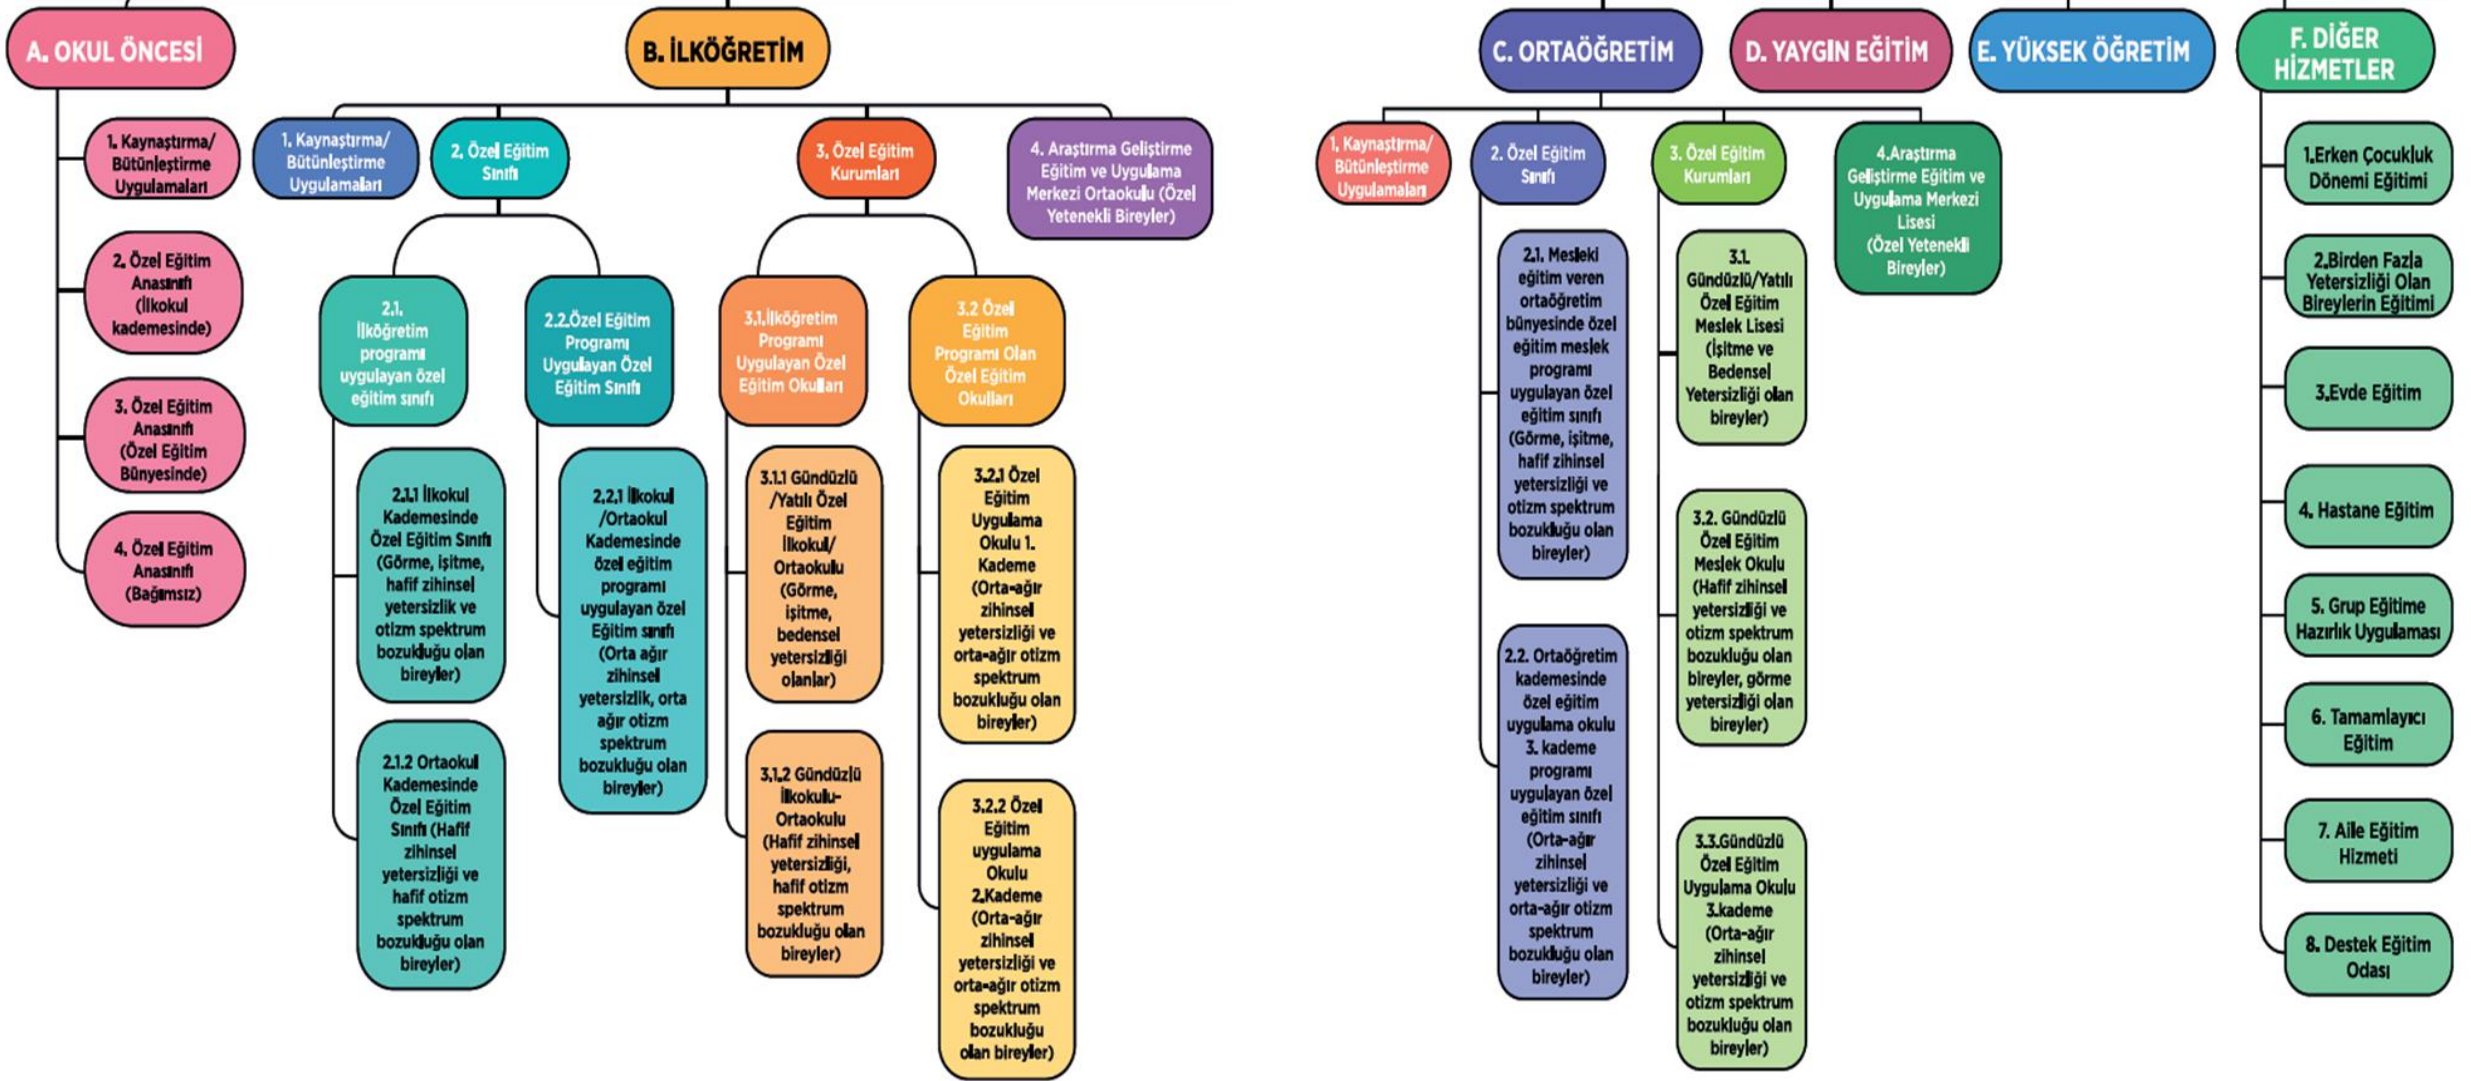 A. OKUL ÖNCESİ
1. Kaynaştırma/
Bütünleştirme
Uygulamaları
2. Özel Eğitim
Anasınıfı
(İlkokul
kademesinde)
3. Özel Eğitim
Anasınıfı
(Özel Eğitim
Bünyesinde)
4. Özel Eğitim
Anasınıfı
(Bağımsız)
B. İLKÖĞRETİM
1. Kaynaştırma/
Bütünleştirme
Uygulamaları
2. Özel Eğitim
Sınıfı
2.1.
İlköğretim
programı
uygulayan özel
eğitim sınıfı
2.1.1 İlkokul
Kademesinde
Özel Eğitim Sınıfı
(Görme, işitme,
hafif zihinsel
yetersizlik ve
otizm spektrum
bozukluğu olan
bireyler)
2.1.2 Ortaokul
Kademesinde
Özel Eğitim
Sınıfı (Hafif
zihinsel
yetersizliği ve
hafif otizm
spektrum
bozukluğu olan
bireyler)
2.2.Özel Eğitim
Programı
Uygulayan Özel
Eğitim Sınıfı
2.2.1 İlkokul
/Ortaokul
Kademesinde
özel eğitim
programı
uygulayan özel
Eğitim sınıfı
(Orta ağır
zihinsel
yetersizlik, orta
ağır otizm
spektrum
bozukluğu olan
bireyler)
3. Özel Eğitim
Kurumları
3.1.İlköğretim
Programı
Uygulayan Özel
Eğitim Okulları
3.1.1 Gündüzlü
/Yatılı Özel
Eğitim
İlkokul/
Ortaokulu
(Görme,
işitme,
bedensel
yetersizliği
olanlar)
3.1.2 Gündüzlü
İlkokulu-
Ortaokulu
(Hafif zihinsel
yetersizliği,
hafif otizm
spektrum
bozukluğu olan
bireyler)
3.2 Özel
Eğitim
Programı Olan
Özel Eğitim
Okulları
3.2.1 Özel
Eğitim
Uygulama
Okulu 1.
Kademe
(Orta-ağır
zihinsel
yetersizliği ve
orta-ağır otizm
spektrum
bozukluğu olan
bireyler)
3.2.2 Özel
Eğitim
uygulama
Okulu
2.Kademe
(Orta-ağır
zihinsel
yetersizliği ve
orta-ağır otizm
spektrum
bozukluğu
olan bireyler)
4. Araştırma Geliştirme
Eğitim ve Uygulama
Merkezi Ortaokulu (Özel
Yetenekli Bireyler)
C. ORTAÖĞRETİM
1. Kaynaştırma/
Bütünleştirme
Uygulamaları
2. Özel Eğitim
Sınıfı
2.1. Mesleki
eğitim veren
ortaöğretim
bünyesinde özel
eğitim meslek
programı
uygulayan özel
eğitim sınıfı
(Görme, işitme,
hafif zihinsel
yetersizliği ve
otizm spektrum
bozukluğu olan
bireyler)
2.2. Ortaöğretim
kademesinde
özel eğitim
uygulama okulu
3. kademe
programı
uygulayan özel
eğitim sınıfı
(Orta-ağır
zihinsel
yetersizliği ve
orta-ağır otizm
spektrum
bozukluğu olan
bireyler)
3. Özel Eğitim
Kurumları
3.1.
Gündüzlü/Yatılı
Özel Eğitim
Meslek Lisesi
(İşitme ve
Bedensel
Yetersizliği olan
bireyler)
3.2. Gündüzlü
Özel Eğitim
Meslek Okulu
(Hafif zihinsel
yetersizliği ve
otizm spektrum
bozukluğu olan
bireyler, görme
yetersizliği olan
bireyler)
3.3.Gündüzlü
Özel Eğitim
Uygulama Okulu
3.kademe
(Orta-ağır
zihinsel
yetersizliği ve
otizm spektrum
bozukluğu olan
bireyler)
4.Araştırma
Geliştirme Eğitim ve
Uygulama Merkezi
Lisesi
(Özel Yetenekli
Bireyler)
D. YAYGIN EĞİTİM
E. YÜKSEK ÖĞRETİM
F. DİĞER
HİZMETLER
1.Erken Çocukluk
Dönemi Eğitimi
2.Birden Fazla
Yetersizliği Olan
Bireylerin Eğitimi
3.Evde Eğitim
4. Hastane Eğitim
5. Grup Eğitime
Hazırlık Uygulaması
6. Tamamlayıcı
Eğitim
7. Aile Eğitim
Hizmeti
8. Destek Eğitim
Odası